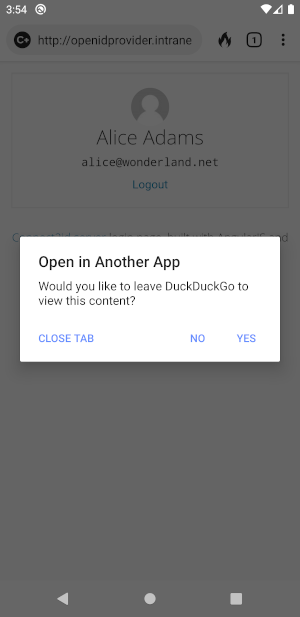 3:54
C+ http://openidprovider.intrane 1
Alice Adams
alice@wonderland.net
Logout
Open in Another App
Would you like to leave DuckDuckGo to
view this content?
CLOSE TAB NO YES